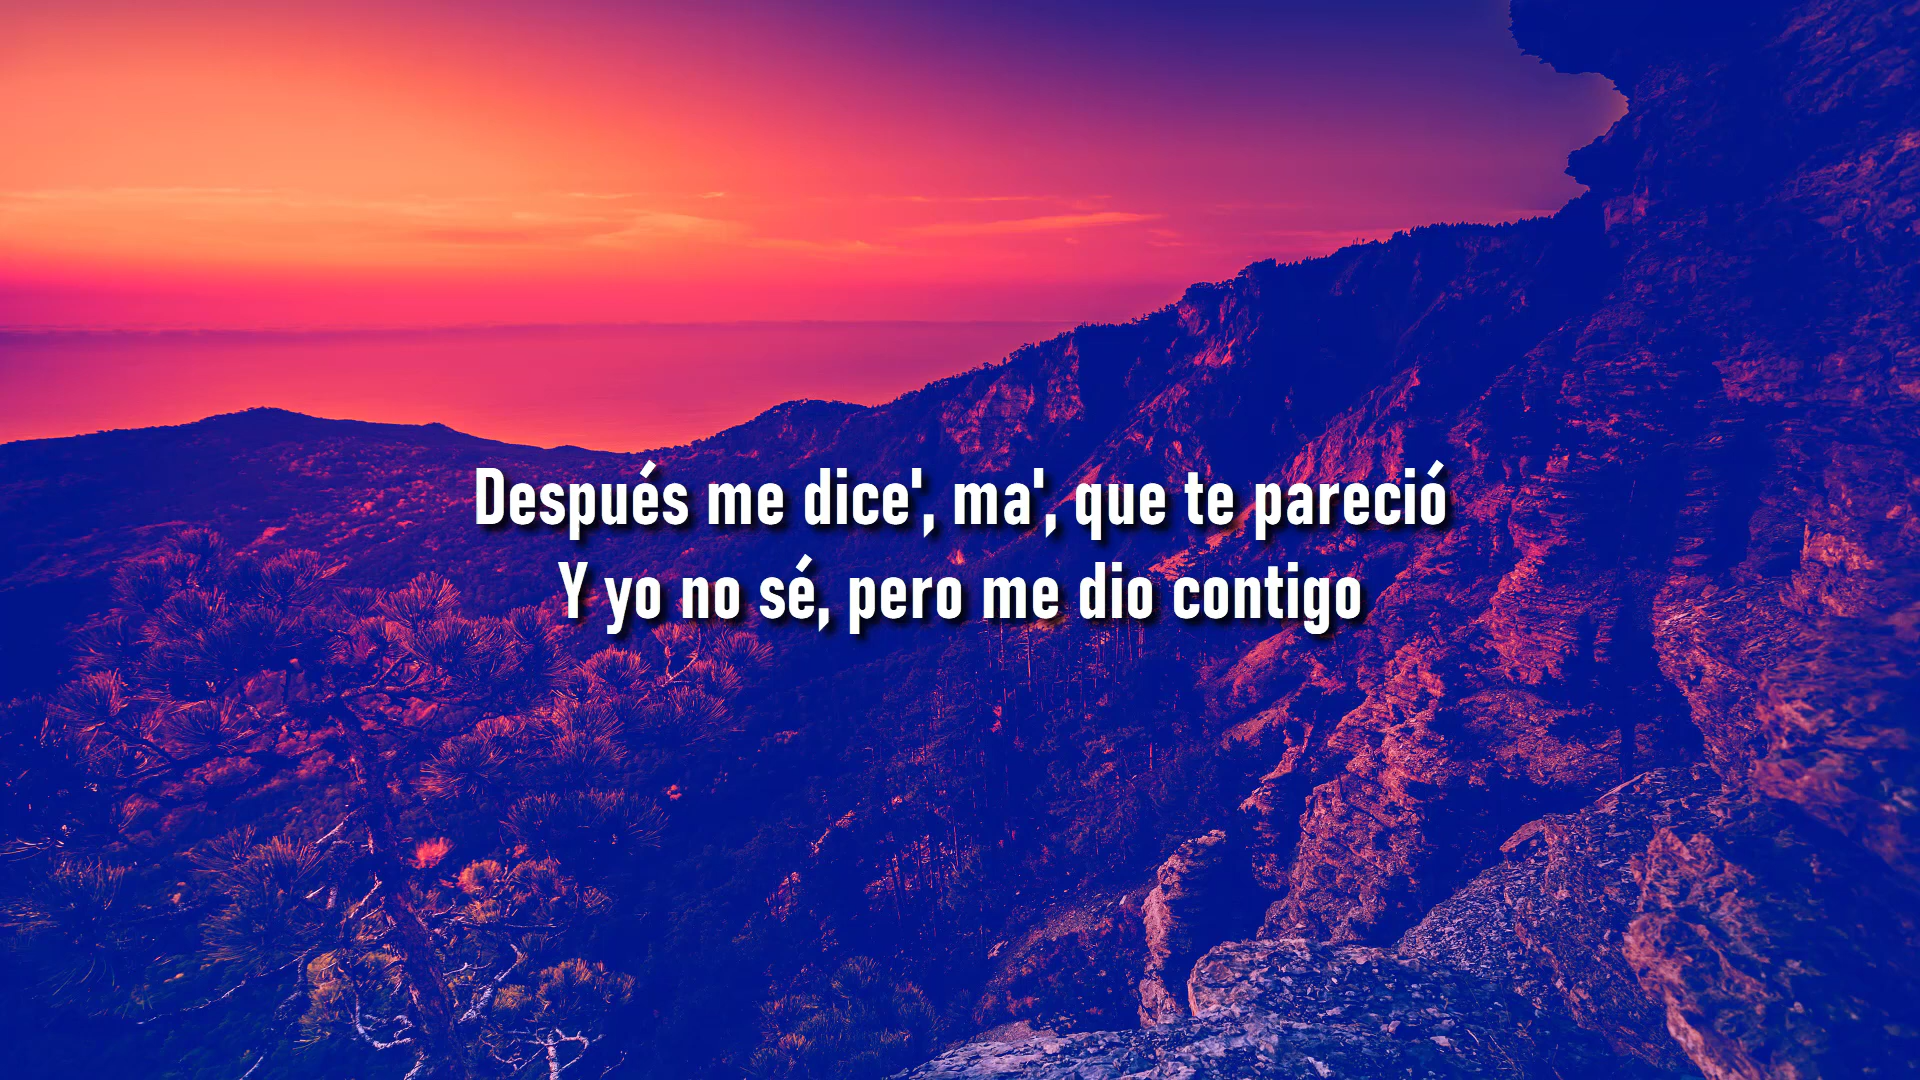 Después me dice', ma', que te pareció
Y yo no sé, pero me dio contigo